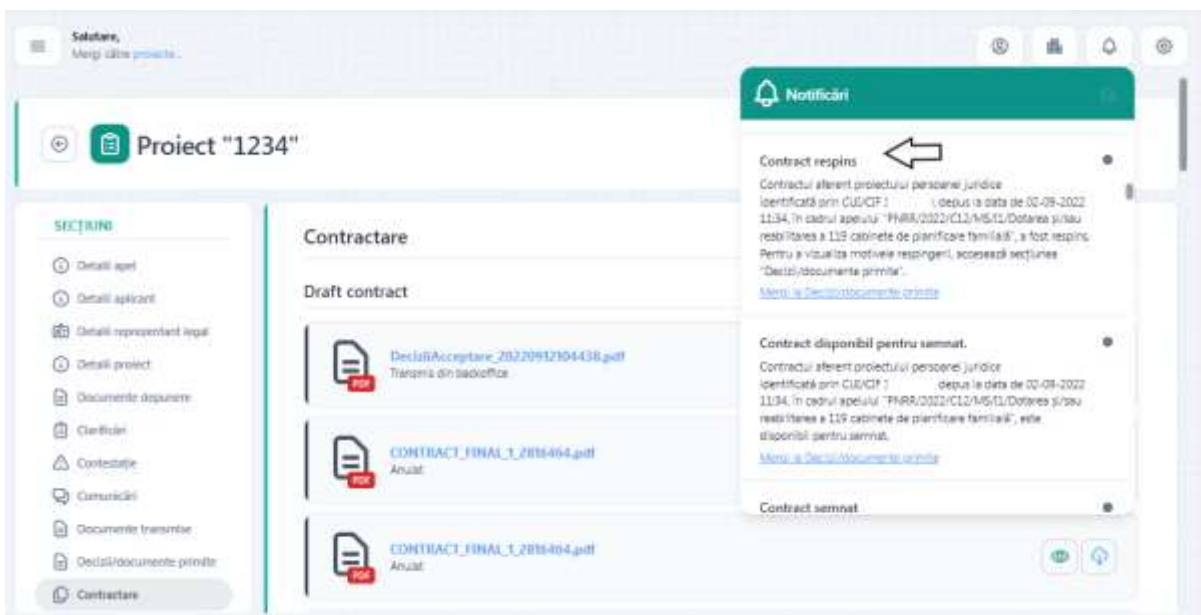 Salutare,
Mergi către proiecte..
Notificări
Proiect "1234"
Contract respins
Contractul aferent proiectului persoanei juridice
identificată prin CUI/CIF depus la data de 02-09-2022
11:34, în cadrul apelului "PNRR/2022/C12/MS/I1/Dotarea și/sau
reabilitarea a 119 cabinete de planificare familială", a fost respins.
Pentru a vizualiza motivele respingerii, accesează secțiunea
"Decizii/documente primite".
Mergi la Decizii/documente primite
Contract disponibil pentru semnat.
Contractul aferent proiectului persoanei juridice
identificată prin CUI/CIF depus la data de 02-09-2022
11:34, în cadrul apelului "PNRR/2022/C12/MS/I1/Dotarea și/sau
reabilitarea a 119 cabinete de planificare familială", este
disponibil pentru semnat.
Mergi la Decizii/documente primite
Contract semnat
SECȚIUNI
Detalii apel
Detalii aplicant
Detalii reprezentant legal
Detalii proiect
Documente depunere
Clarificări
Contestație
Comunicări
Documente transmise
Decizii/documente primite
Contractare
Contractare
Draft contract
PDF
DeciziiAcceptare_20220912104438.pdf
Transmis din backoffice
PDF
CONTRACT_FINAL_1_2816464.pdf
Anulat
PDF
CONTRACT_FINAL_1_2816464.pdf
Anulat